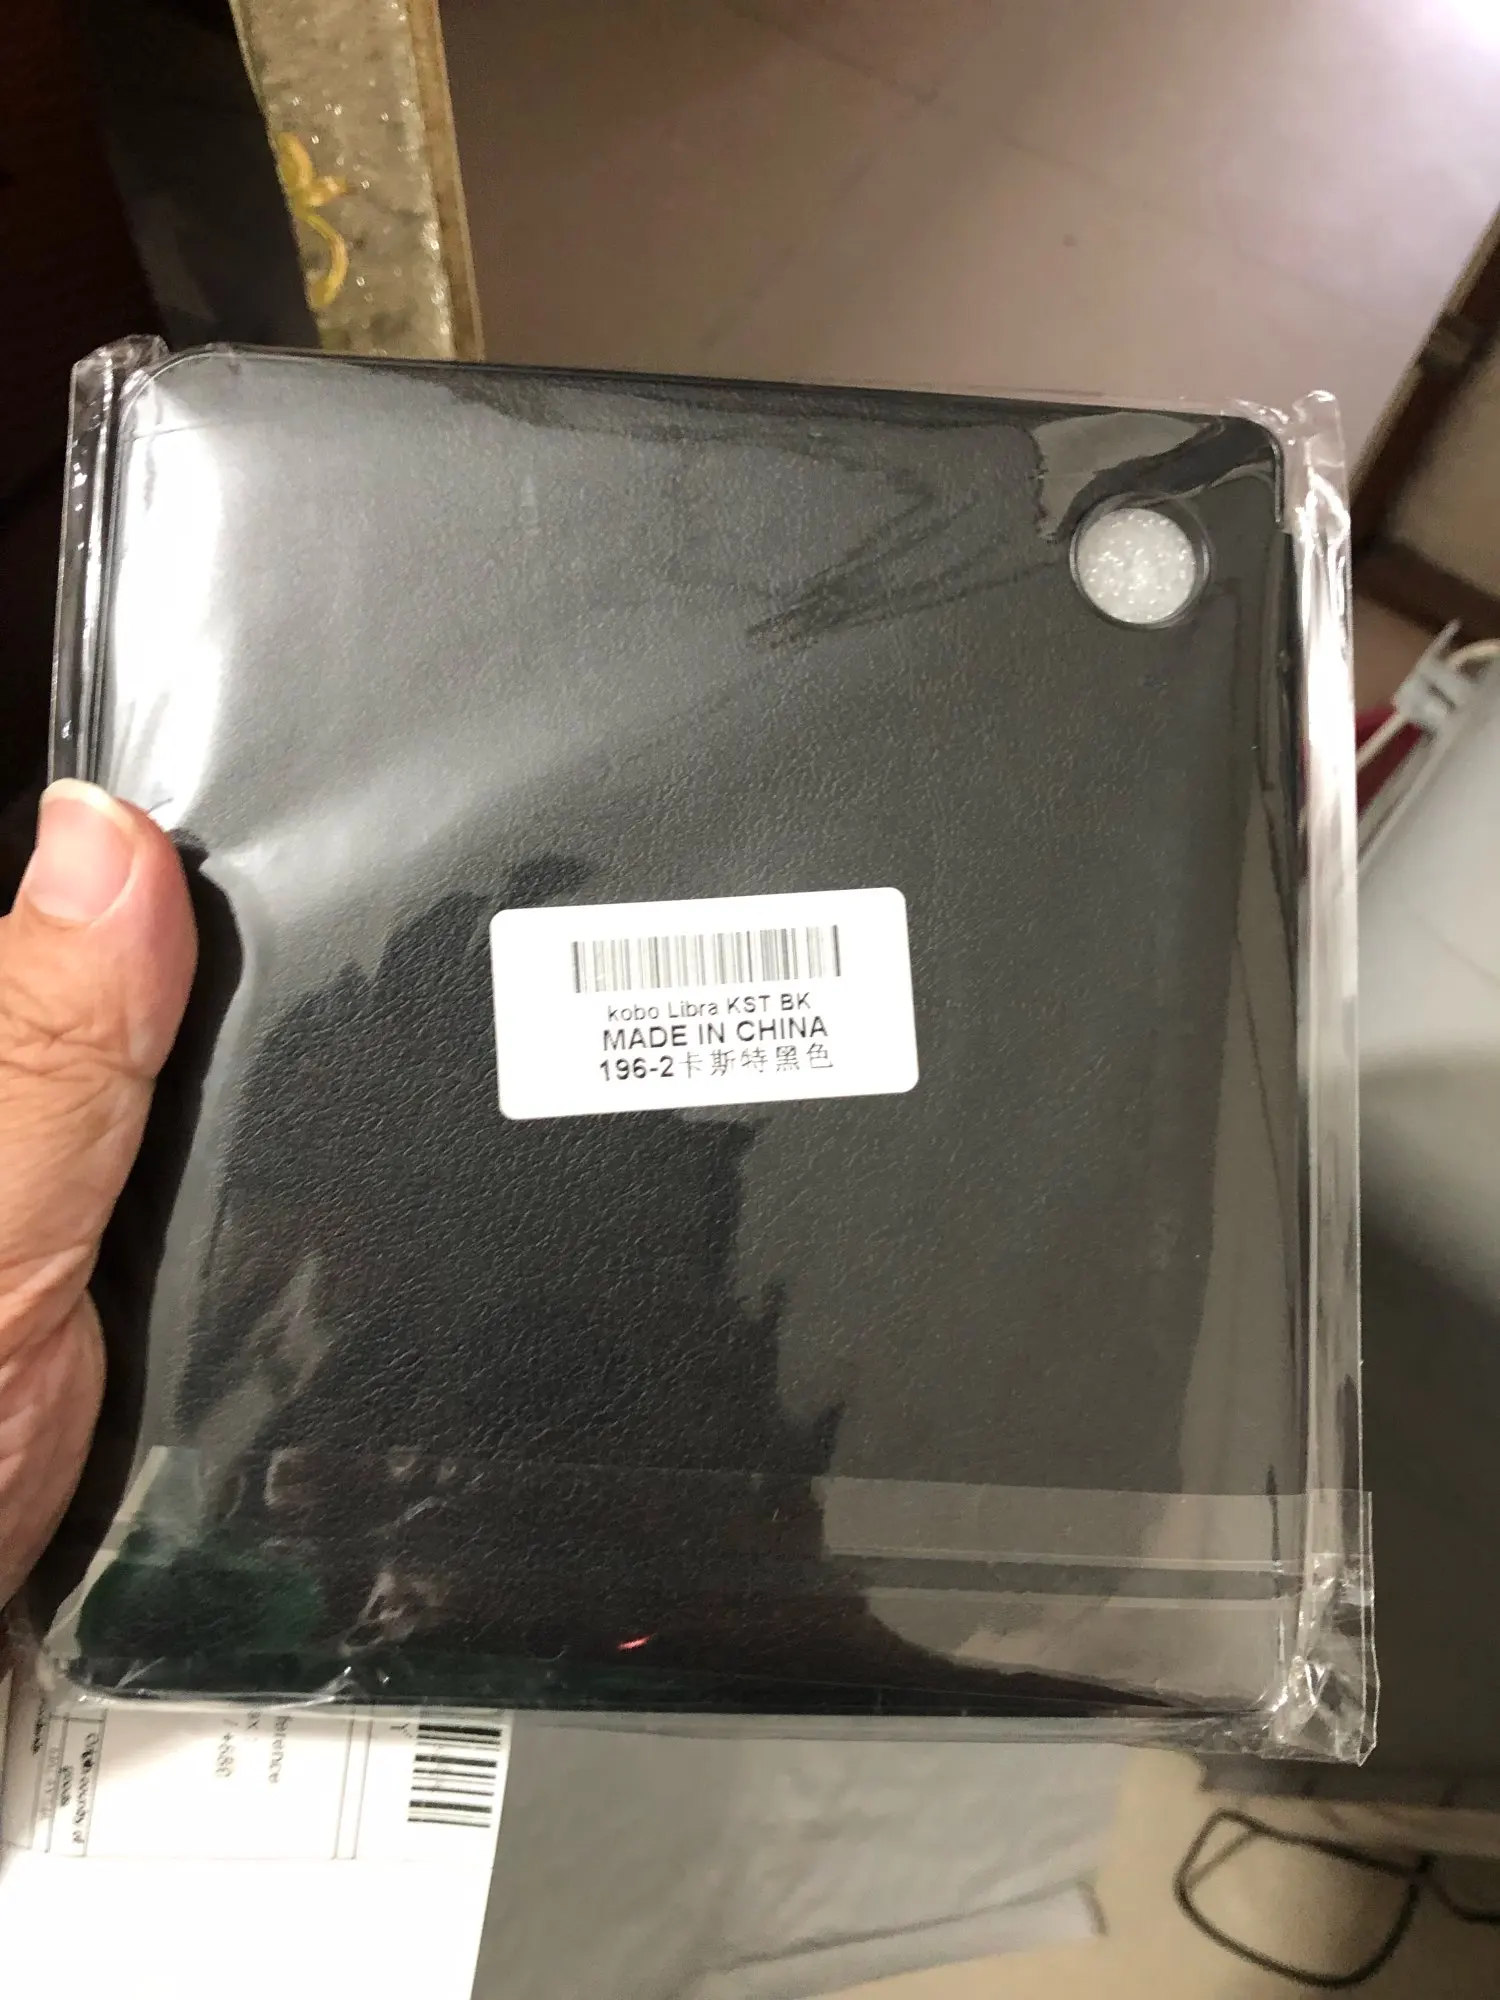 kobo Libra KST BK
MADE IN CHINA
196-2卡斯特黑色